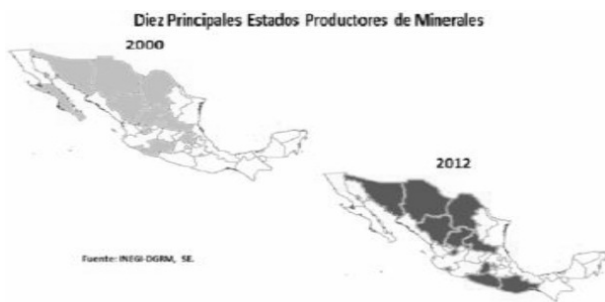 Diez Principales Estados Productores de Minerales
2000
2012
Fuente: INEGI-DGRM, SE.